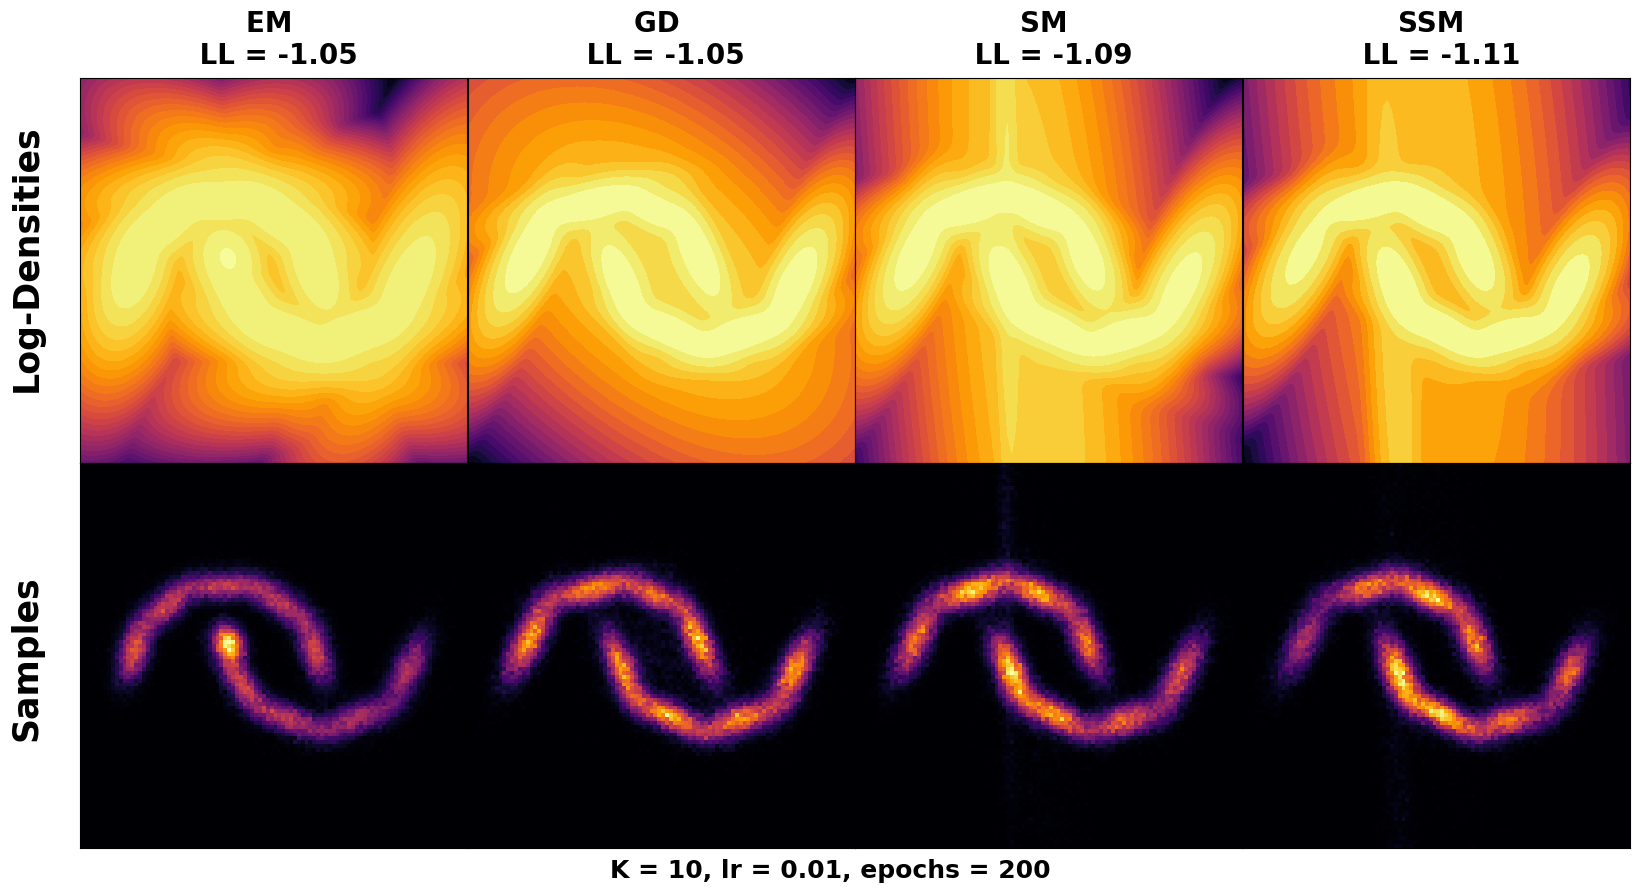 EM
LL = -1.05
GD
LL = -1.05
SM
LL = -1.09
SSM
LL = -1.11
Log-Densities
Samples
K = 10, lr = 0.01, epochs = 200